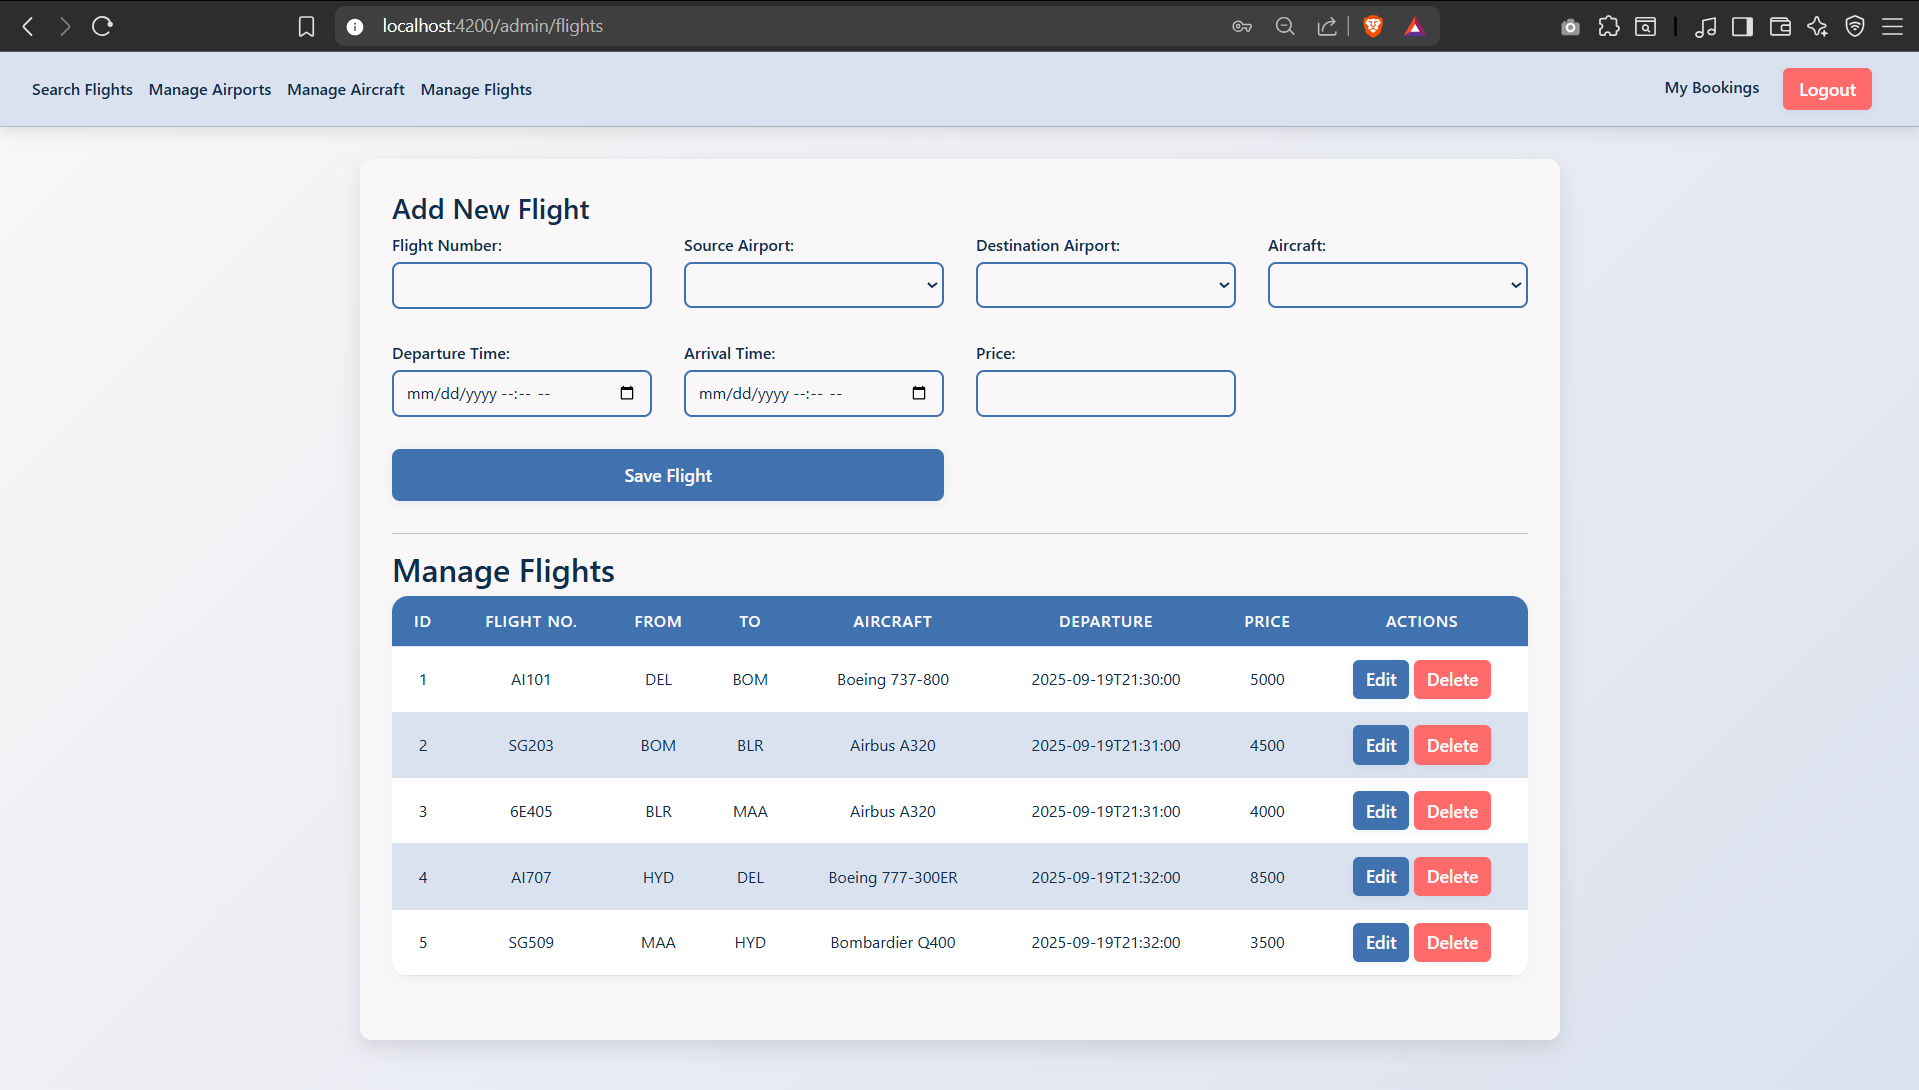 localhost:4200/admin/flights
Search Flights Manage Airports Manage Aircraft Manage Flights My Bookings Logout
Add New Flight
Flight Number: Source Airport: Destination Airport: Aircraft:
Departure Time: Arrival Time: Price:
mm/dd/yyyy --:-- -- mm/dd/yyyy --:-- --
Save Flight
Manage Flights
ID FLIGHT NO. FROM TO AIRCRAFT DEPARTURE PRICE ACTIONS
1 AI101 DEL BOM Boeing 737-800 2025-09-19T21:30:00 5000 Edit Delete
2 SG203 BOM BLR Airbus A320 2025-09-19T21:31:00 4500 Edit Delete
3 6E405 BLR MAA Airbus A320 2025-09-19T21:31:00 4000 Edit Delete
4 AI707 HYD DEL Boeing 777-300ER 2025-09-19T21:32:00 8500 Edit Delete
5 SG509 MAA HYD Bombardier Q400 2025-09-19T21:32:00 3500 Edit Delete